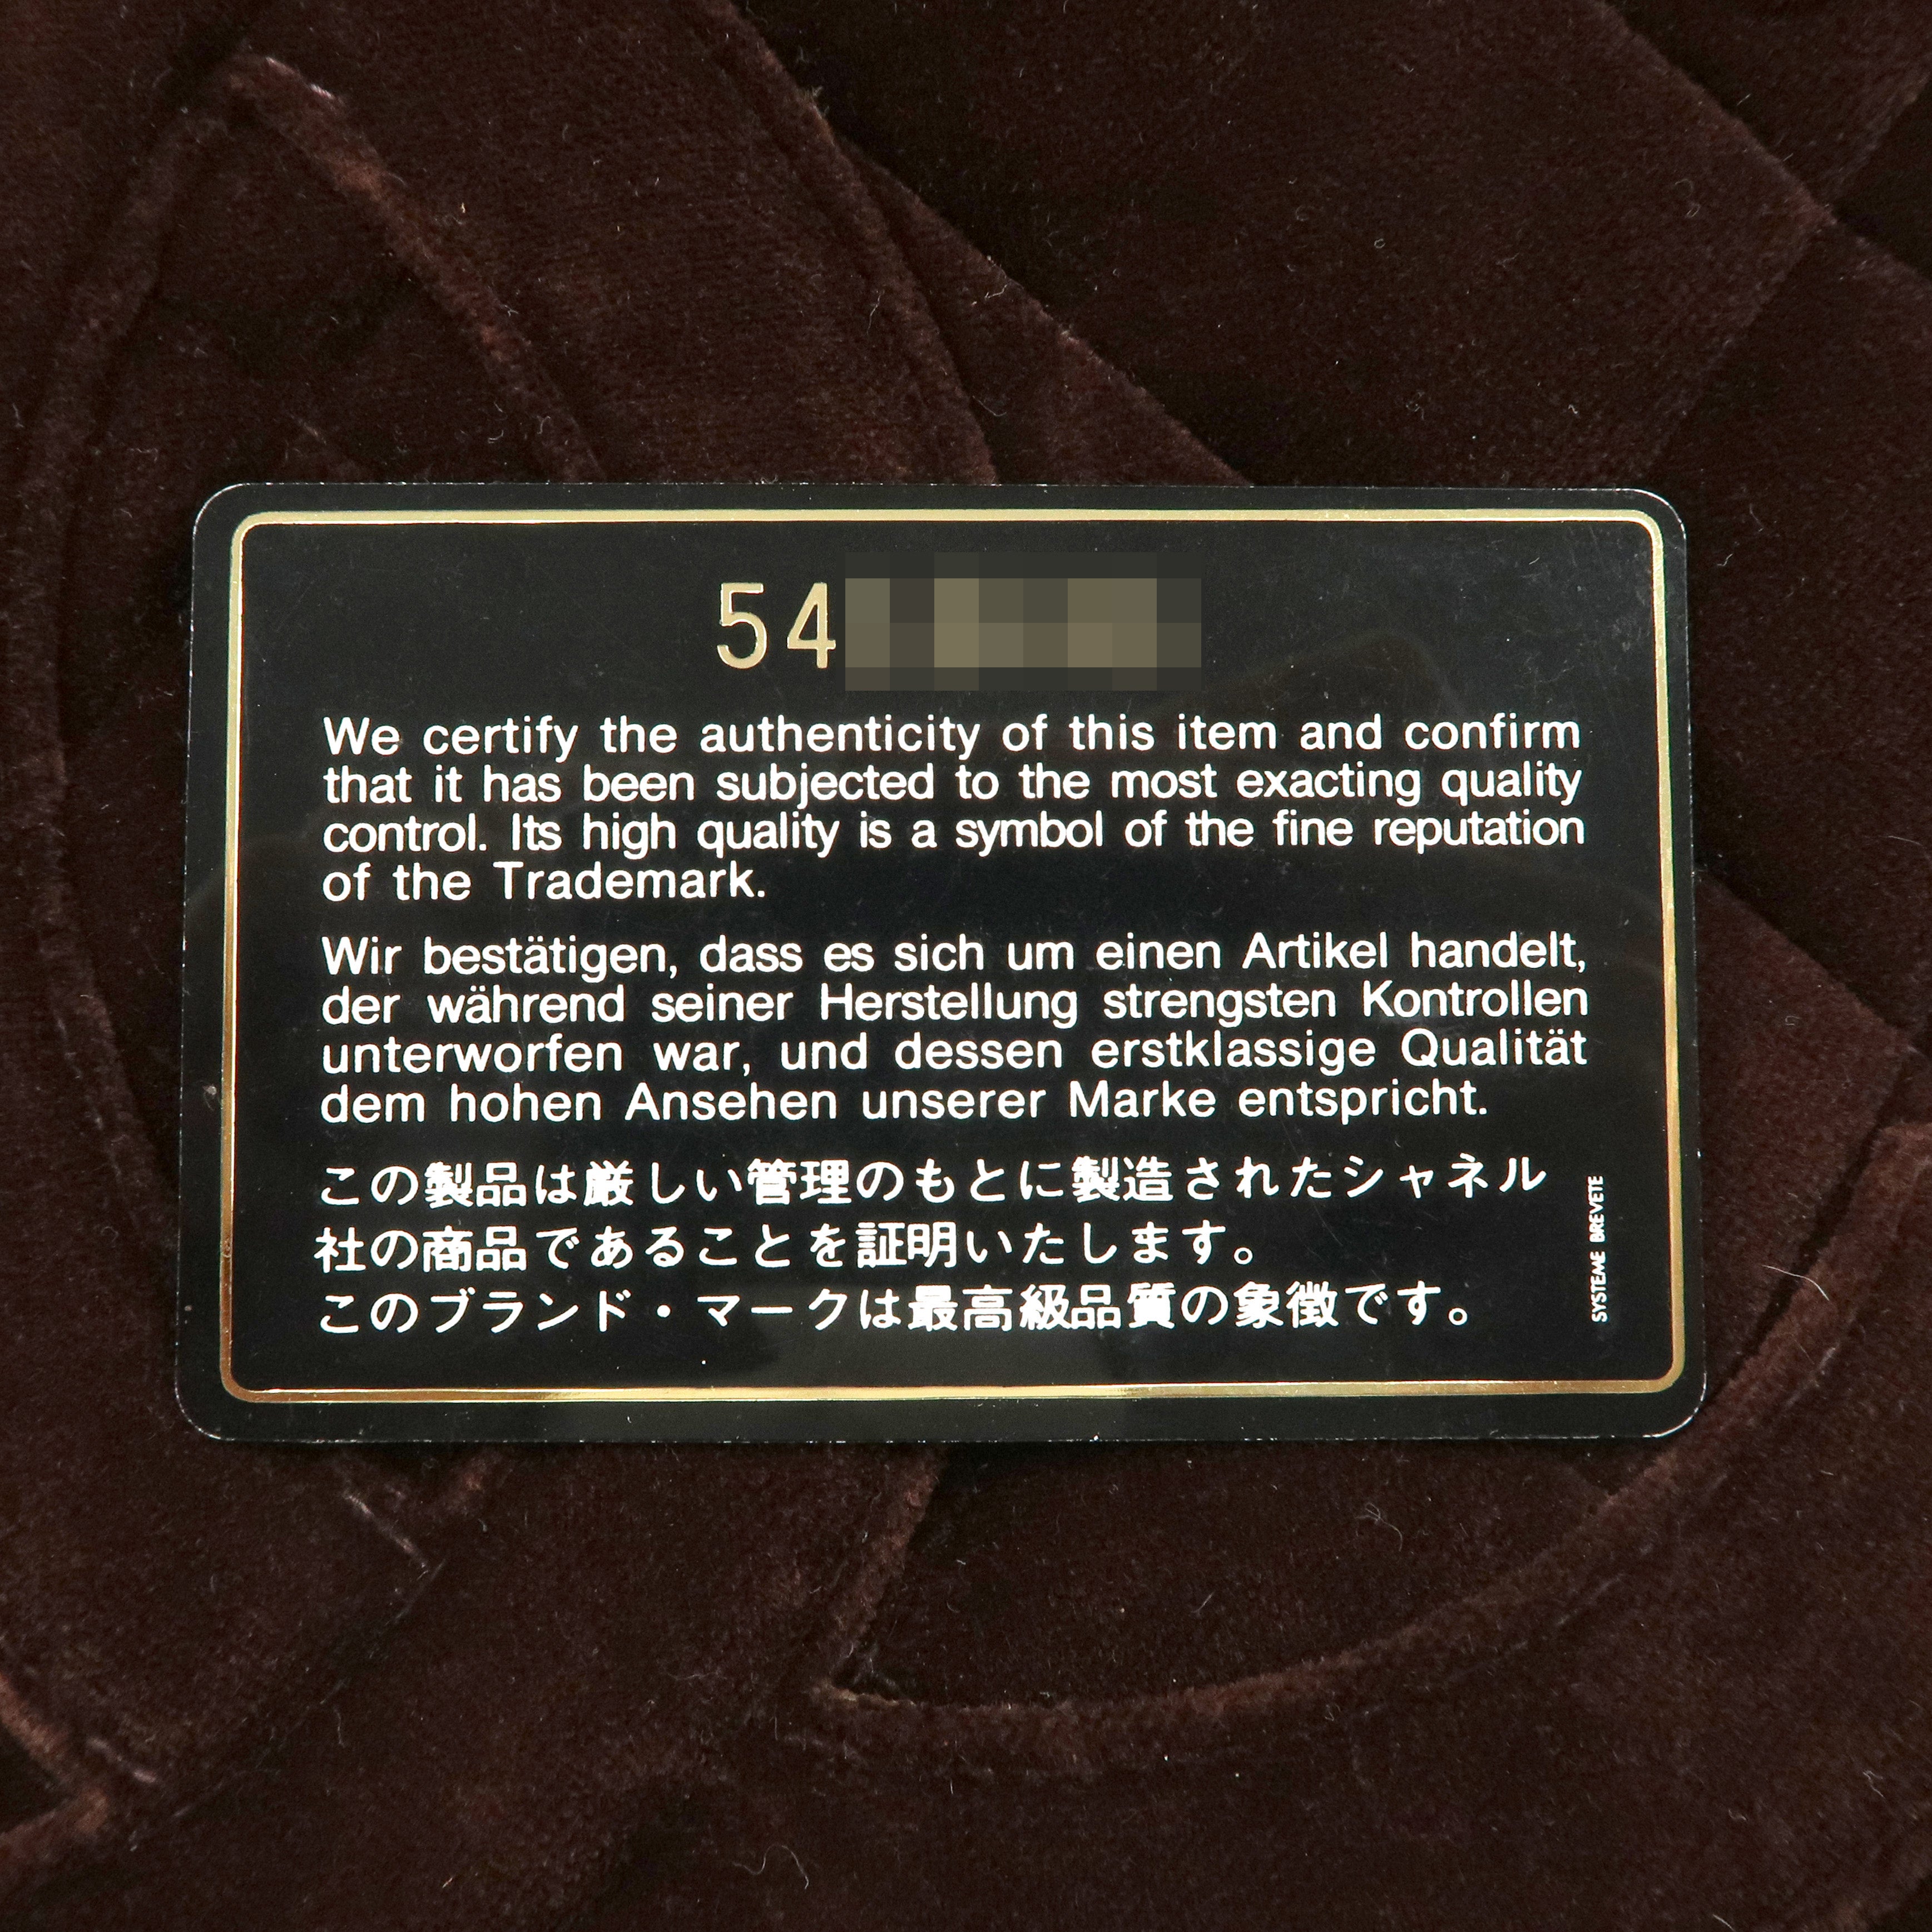 54
We certify the authenticity of this item and confirm
that it has been subjected to the most exacting quality
control. Its high quality is a symbol of the fine reputation
of the Trademark.
Wir bestätigen, dass es sich um einen Artikel handelt,
der während seiner Herstellung strengsten Kontrollen
unterworfen war, und dessen erstklassige Qualität
dem hohen Ansehen unserer Marke entspricht.
この製品は厳しい管理のもとに製造されたシャネル
社の商品であることを証明いたします。
このブランド・マークは最高級品質の象徴です。
SYSTEME BREVETE